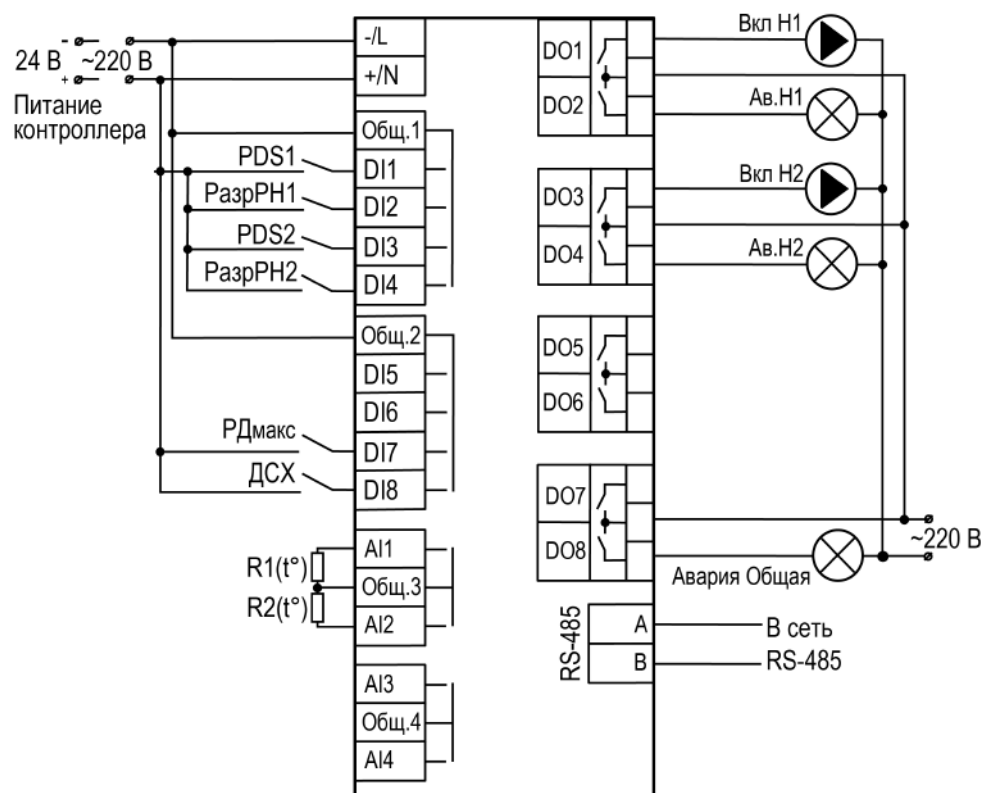 -
24 В ~220 В
+
Питание
контроллера
-/L
+/N
Общ.1
PDS1
DI1
РазрРН1
DI2
PDS2
DI3
РазрРН2
DI4
Общ.2
DI5
DI6
РДмакс
DI7
ДСХ
DI8
AI1
R1(t°)
Общ.3
R2(t°)
AI2
AI3
Общ.4
AI4
DO1
Вкл Н1
DO2
Ав.Н1
DO3
Вкл Н2
DO4
Ав.Н2
DO5
DO6
DO7
DO8
~220 В
Авария Общая
RS-485
A
B
В сеть
RS-485